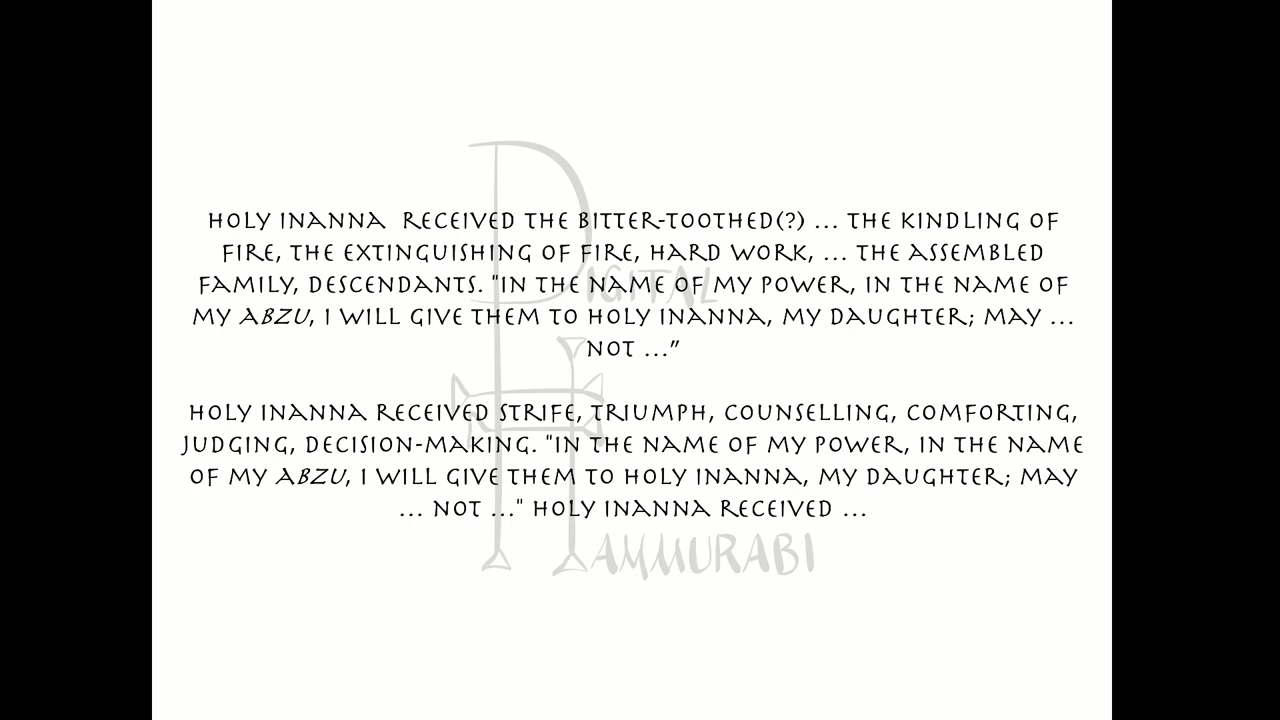 HOLY INANNA RECEIVED THE BITTER-TOOTHED(?) ... THE KINDLING OF
FIRE, THE EXTINGUISHING OF FIRE, HARD WORK, ... THE ASSEMBLED
FAMILY, DESCENDANTS. "IN THE NAME OF MY POWER, IN THE NAME OF
MY ABZU, I WILL GIVE THEM TO HOLY INANNA, MY DAUGHTER; MAY ...
NOT ...”
HOLY INANNA RECEIVED STRIFE, TRIUMPH, COUNSELLING, COMFORTING,
JUDGING, DECISION-MAKING. "IN THE NAME OF MY POWER, IN THE NAME
OF MY ABZU, I WILL GIVE THEM TO HOLY INANNA, MY DAUGHTER; MAY
... NOT ..." HOLY INANNA RECEIVED ...
DIGITAL
HAMMURABI